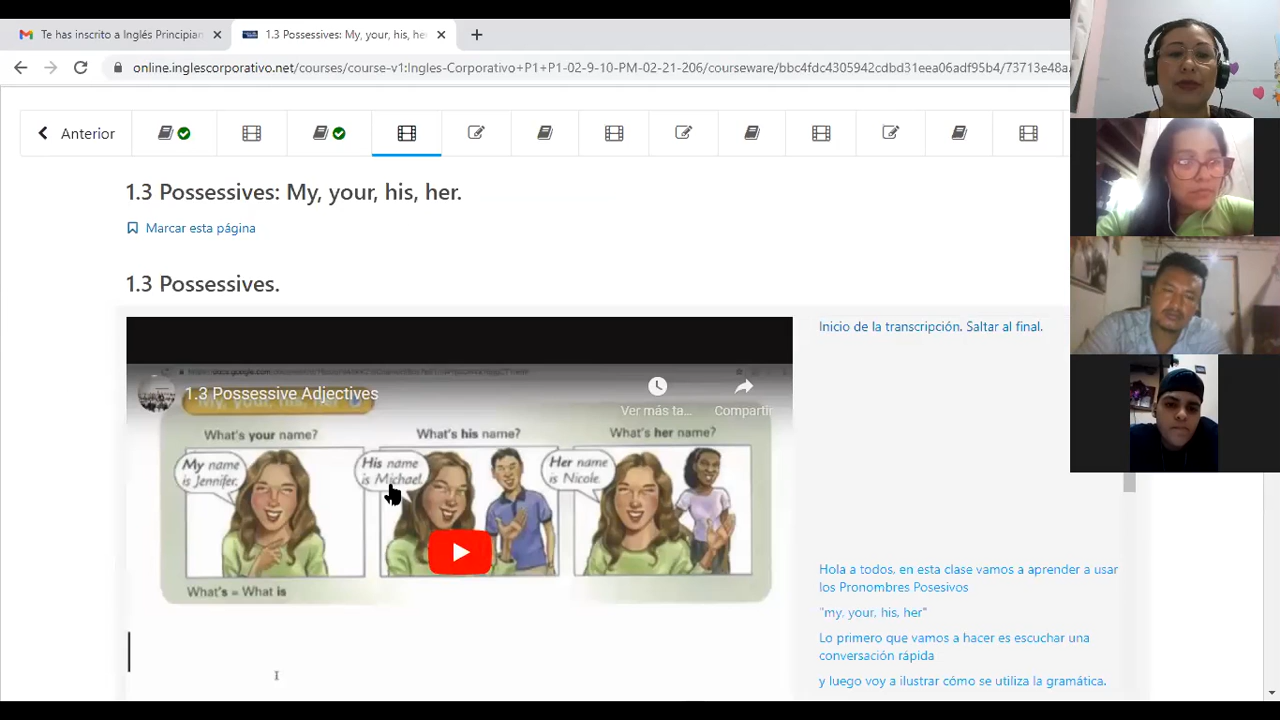 Te has inscrito a Inglés Principian
1.3 Possessives: My, your, his, he
online.inglescorporativo.net/courses/course-v1:Ingles-Corporativo+P1+P1-02-9-10-PM-02-21-206/courseware/bbc4fdc4305942cdbd31eea06adf95b4/73713e48a
Anterior
1.3 Possessives: My, your, his, her.
Marcar esta página
1.3 Possessives.
Inicio de la transcripción. Saltar al final.
1.3 Possessive Adjectives
My, your, his, her
Ver más ta...
Compartir
What's your name?
What's his name?
What's her name?
My name
is Jennifer.
His name
is Michael.
Her name
is Nicole.
What's = What is
Hola a todos, en esta clase vamos a aprender a usar
los Pronombres Posesivos
"my, your, his, her"
Lo primero que vamos a hacer es escuchar una
conversación rápida
y luego voy a ilustrar cómo se utiliza la gramática.